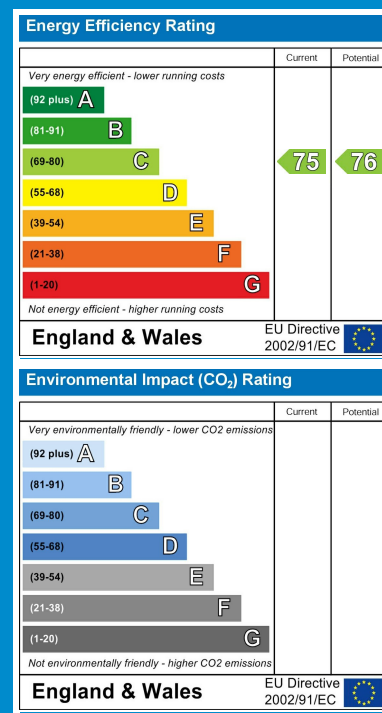 Energy Efficiency Rating
Current Potential
Very energy efficient - lower running costs
(92 plus) A
(81-91) B
(69-80) C 75 76
(55-68) D
(39-54) E
(21-38) F
(1-20) G
Not energy efficient - higher running costs
England & Wales EU Directive 2002/91/EC
Environmental Impact (CO₂) Rating
Current Potential
Very environmentally friendly - lower CO2 emissions
(92 plus) A
(81-91) B
(69-80) C
(55-68) D
(39-54) E
(21-38) F
(1-20) G
Not environmentally friendly - higher CO2 emissions
England & Wales EU Directive 2002/91/EC